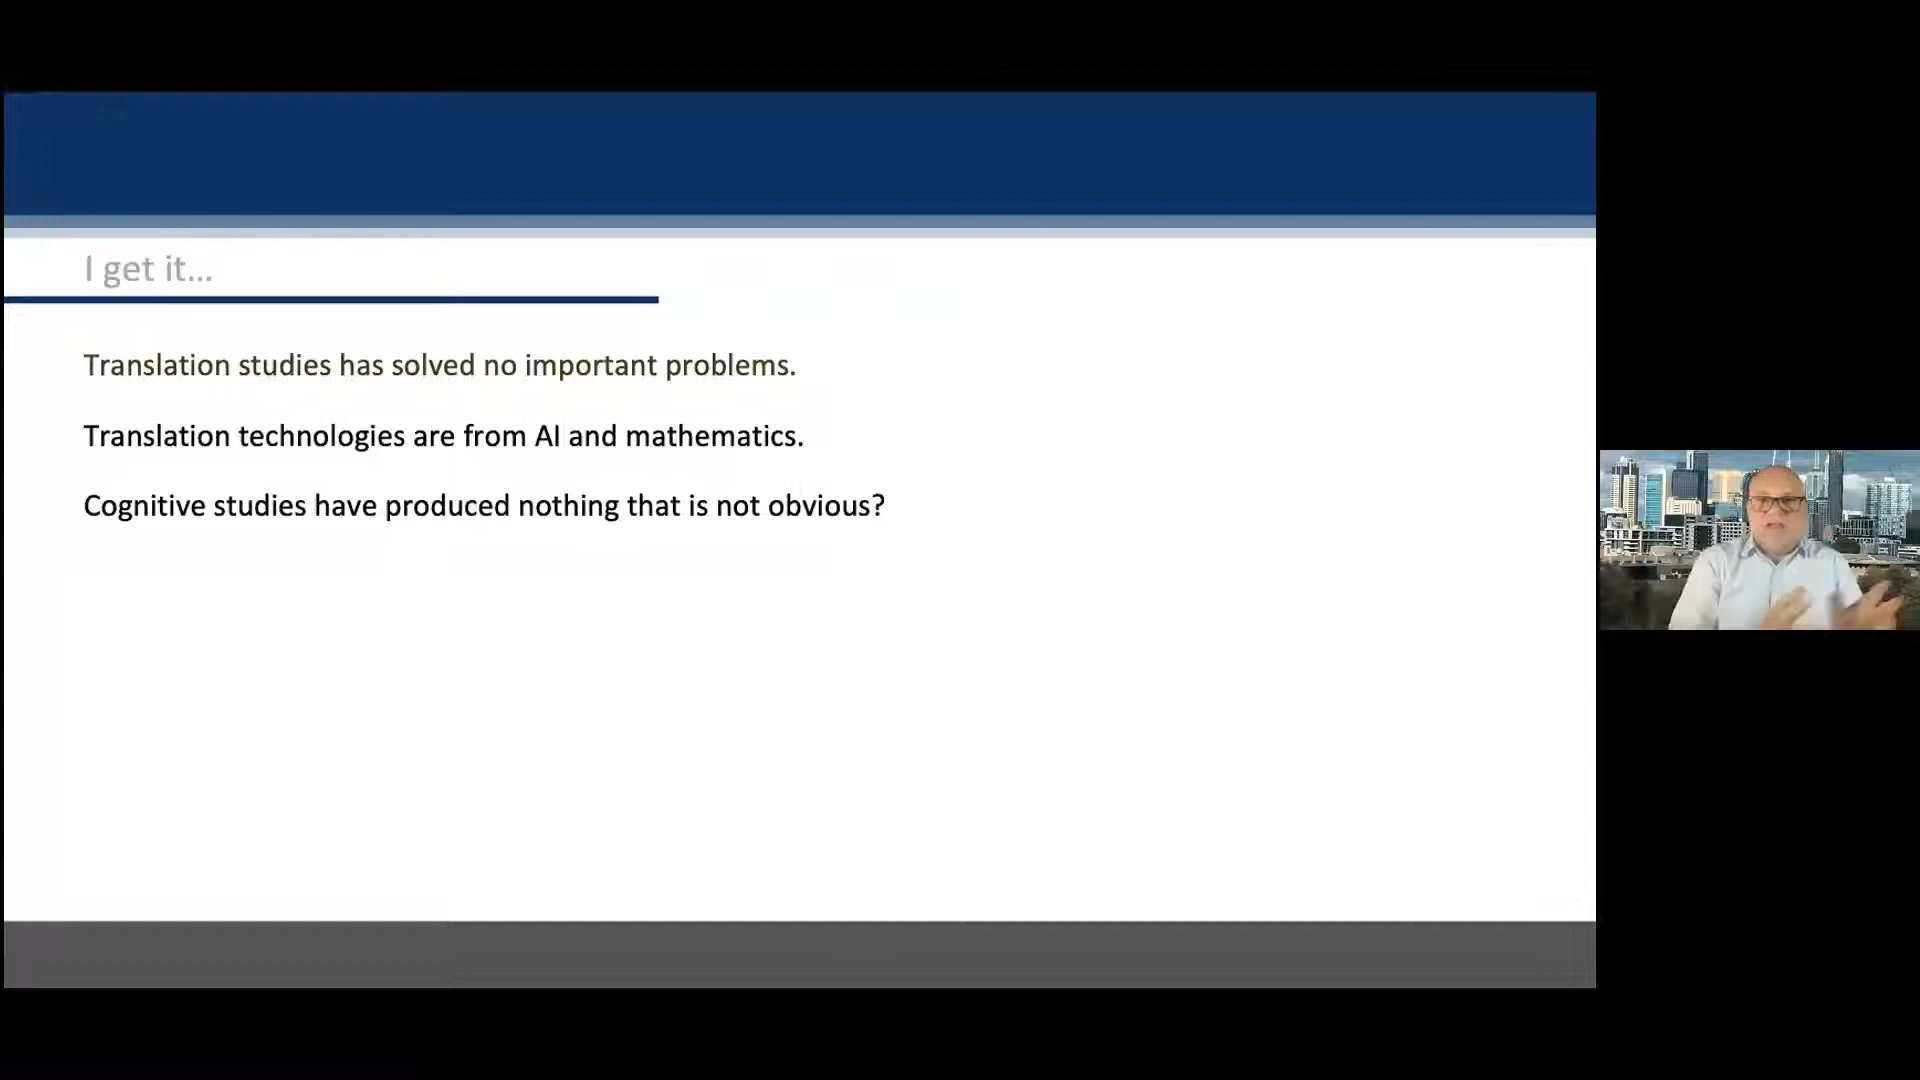 I get it...
Translation studies has solved no important problems.
Translation technologies are from AI and mathematics.
Cognitive studies have produced nothing that is not obvious?